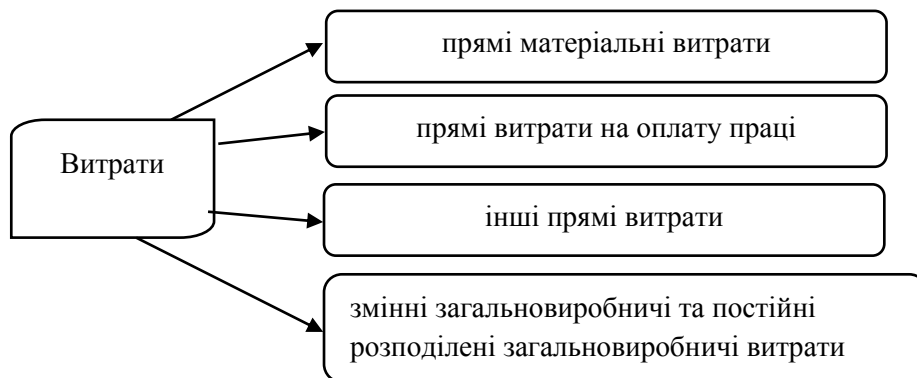 прямі матеріальні витрати
прямі витрати на оплату праці
Витрати
інші прямі витрати
змінні загальновиробничі та постійні
розподілені загальновиробничі витрати